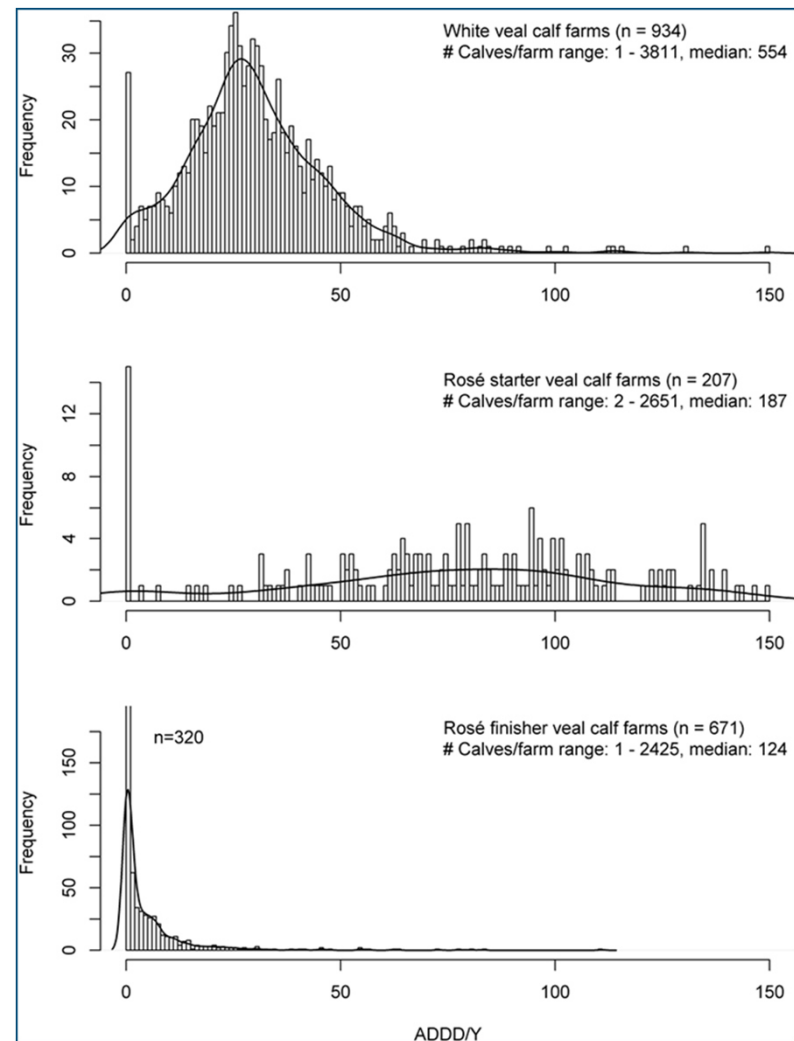 White veal calf farms (n = 934)
# Calves/farm range: 1 - 3811, median: 554
Frequency
30
20
10
0
0 50 100 150
Rosé starter veal calf farms (n = 207)
# Calves/farm range: 2 - 2651, median: 187
Frequency
12
8
4
0
0 50 100 150
Rosé finisher veal calf farms (n = 671)
# Calves/farm range: 1 - 2425, median: 124
n=320
Frequency
150
100
50
0
0 50 100 150
ADDD/Y